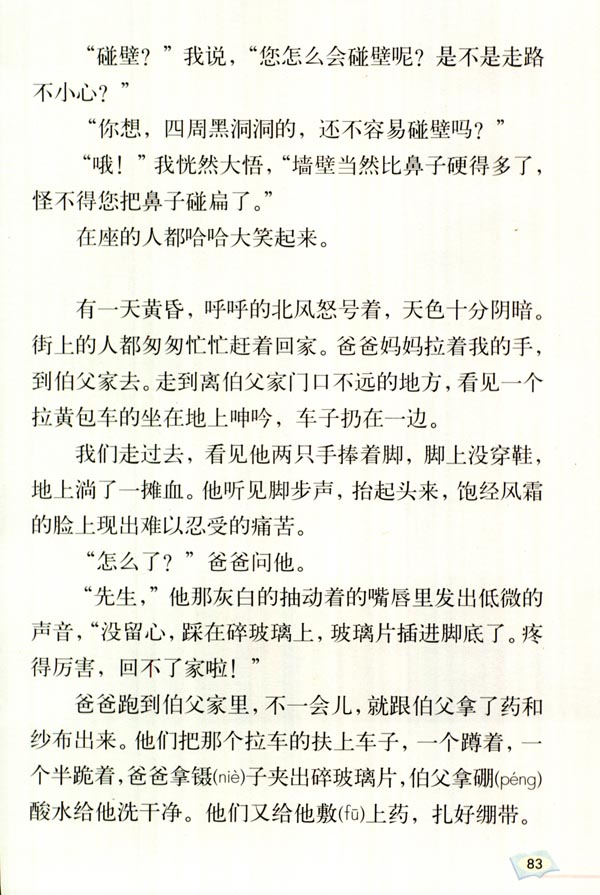 “碰壁？”我说，“您怎么会碰壁呢？是不是走路
不小心？”
“你想，四周黑洞洞的，还不容易碰壁吗？”
“哦！”我恍然大悟，“墙壁当然比鼻子硬得多了，
怪不得您把鼻子碰扁了。”
在座的人都哈哈大笑起来。
有一天黄昏，呼呼的北风怒号着，天色十分阴暗。
街上的人都匆匆忙忙赶着回家。爸爸妈妈拉着我的手，
到伯父家去。走到离伯父家门口不远的地方，看见一个
拉黄包车的坐在地上呻吟，车子扔在一边。
我们走过去，看见他两只手捧着脚，脚上没穿鞋，
地上淌了一摊血。他听见脚步声，抬起头来，饱经风霜
的脸上现出难以忍受的痛苦。
“怎么了？”爸爸问他。
“先生，”他那灰白的抽动着的嘴唇里发出低微的
声音，“没留心，踩在碎玻璃上，玻璃片插进脚底了。疼
得厉害，回不了家啦！”
爸爸跑到伯父家里，不一会儿，就跟伯父拿了药和
纱布出来。他们把那个拉车的扶上车子，一个蹲着，一
个半跪着，爸爸拿镊(niè)子夹出碎玻璃片，伯父拿硼(péng)
酸水给他洗干净。他们又给他敷(fū)上药，扎好绷带。
83